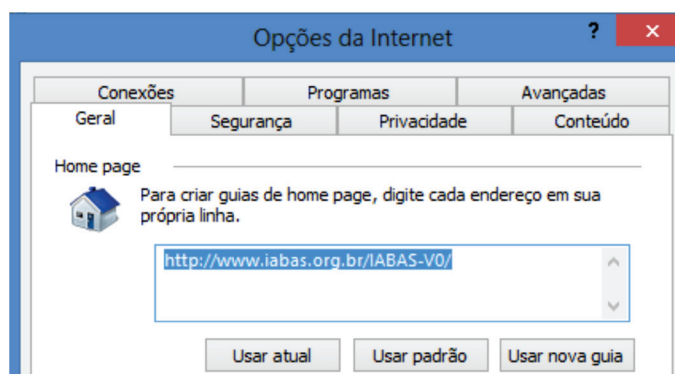 Opções da Internet ? ×
Conexões Programas Avançadas
Geral Segurança Privacidade Conteúdo
Home page
Para criar guias de home page, digite cada endereço em sua
própria linha.
http://www.iabas.org.br/IABAS-V0/
Usar atual Usar padrão Usar nova guia